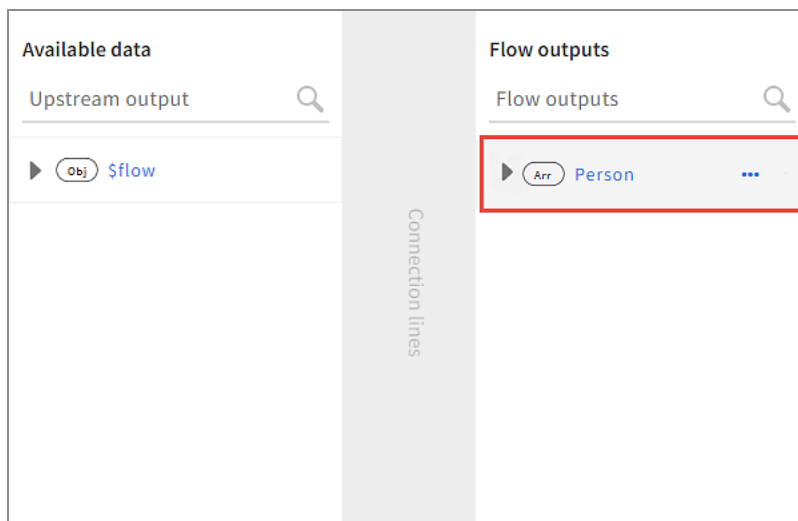 Available data
Upstream output
Obj $flow
Connection lines
Flow outputs
Flow outputs
Arr Person •••